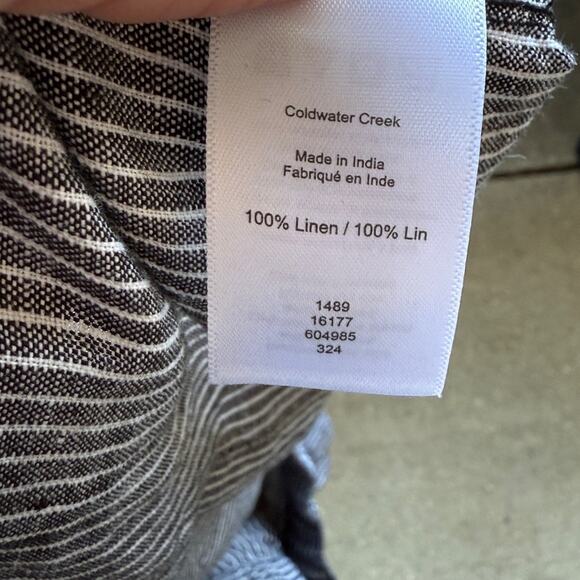 Coldwater Creek
Made in India
Fabriqué en Inde
100% Linen / 100% Lin
1489
16177
604985
324